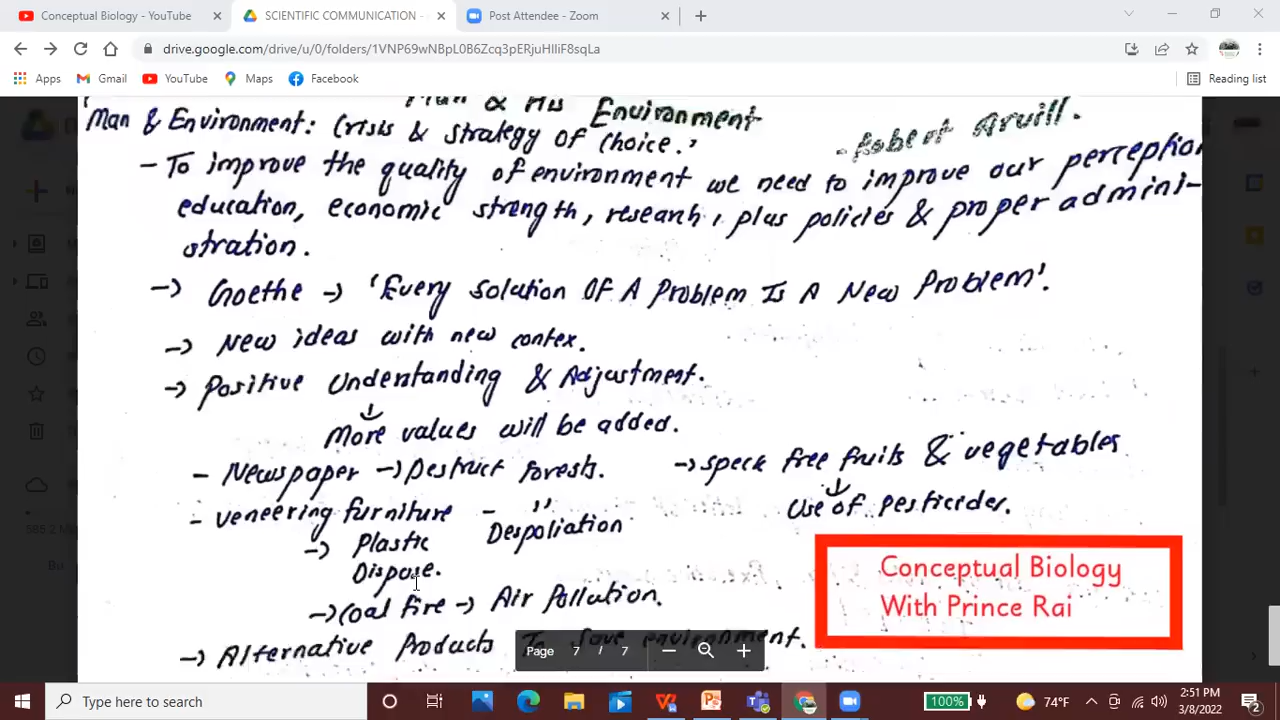 Conceptual Biology - YouTube
SCIENTIFIC COMMUNICATION -
Post Attendee - Zoom
drive.google.com/drive/u/0/folders/1VNP69wNBpL0B6Zcq3pERjuHIliF8sqLa
Apps Gmail YouTube Maps Facebook Reading list
Man & His Environment
- Robert Arvill.
Man & Environment: Crisis & strategy of Choice.'
- To improve the quality of environment we need to improve our perception
education, economic strength, research, plus policies & proper admini-
stration.
-> Goethe -> 'Every Solution OF A Problem Is A New Problem'.
-> New ideas with new contex.
-> Positive Understanding & Adjustment.
More values will be added.
- Newspaper -> Destruct forests.
-> Speck free fruits & vegetables
Use of pesticides.
- Veneering furniture - "
Despoliation
-> Plastic
Dispose.
-> Coal fire -> Air Pollution.
-> Alternative Products To Save environment.
Conceptual Biology
With Prince Rai
Page 7 / 7
Type here to search
100%
74°F
2:51 PM
3/8/2022
2